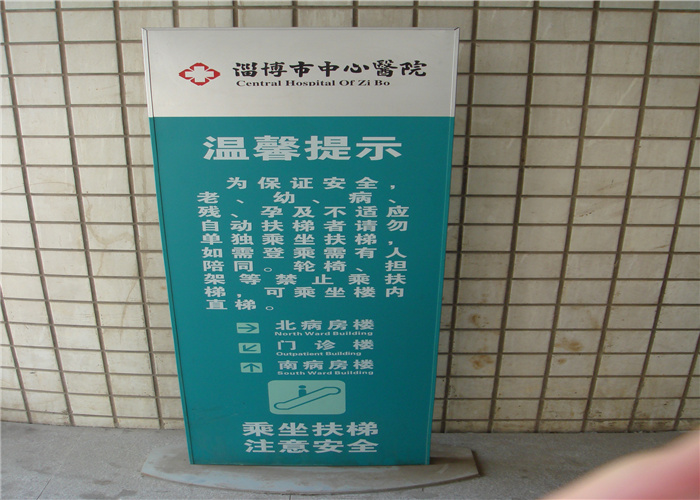 淄博市中心醫院
Central Hospital Of Zi Bo
温馨提示
为保证安全，
老、幼、病、
残、孕及不适应
自动扶梯者请勿
单独乘坐扶梯，
如需登乘需有人
陪同。轮椅、担
架等禁止乘扶
梯，可乘坐楼内
直梯。
北病房楼
North Ward Building
门诊楼
Outpatient Building
南病房楼
South Ward Building
乘坐扶梯
注意安全